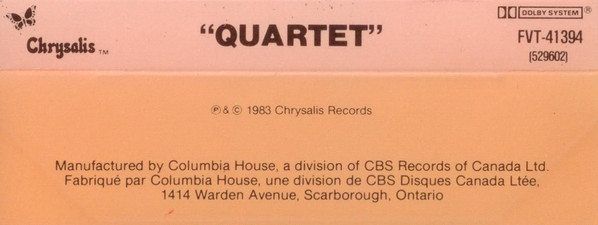 Chrysalis TM
"QUARTET"
DOLBY SYSTEM ®
FVT-41394
(529602)
℗ & © 1983 Chrysalis Records
Manufactured by Columbia House, a division of CBS Records of Canada Ltd.
Fabriqué par Columbia House, une division de CBS Disques Canada Ltée,
1414 Warden Avenue, Scarborough, Ontario